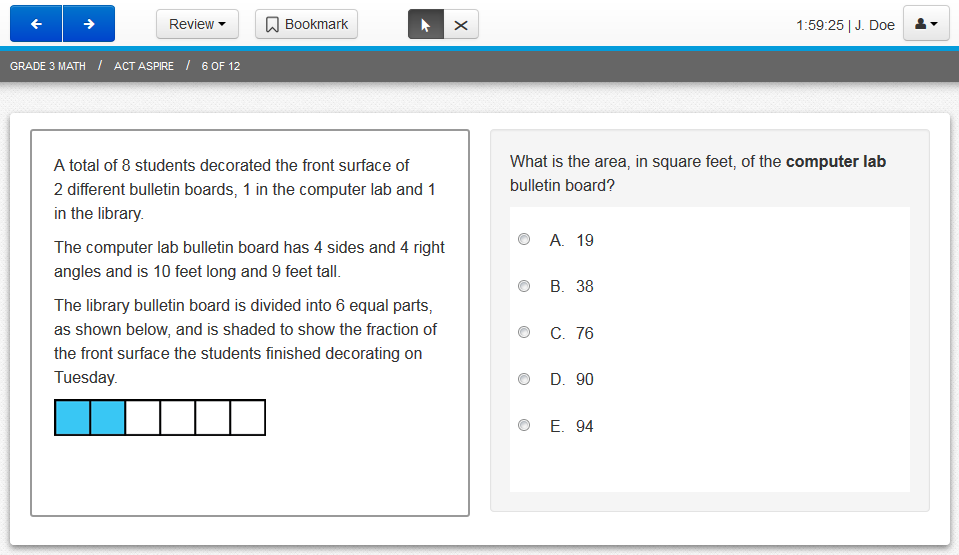 Review
Bookmark
1:59:25 | J. Doe
GRADE 3 MATH / ACT ASPIRE / 6 OF 12
A total of 8 students decorated the front surface of
2 different bulletin boards, 1 in the computer lab and 1
in the library.
The computer lab bulletin board has 4 sides and 4 right
angles and is 10 feet long and 9 feet tall.
The library bulletin board is divided into 6 equal parts,
as shown below, and is shaded to show the fraction of
the front surface the students finished decorating on
Tuesday.
What is the area, in square feet, of the computer lab
bulletin board?
A. 19
B. 38
C. 76
D. 90
E. 94